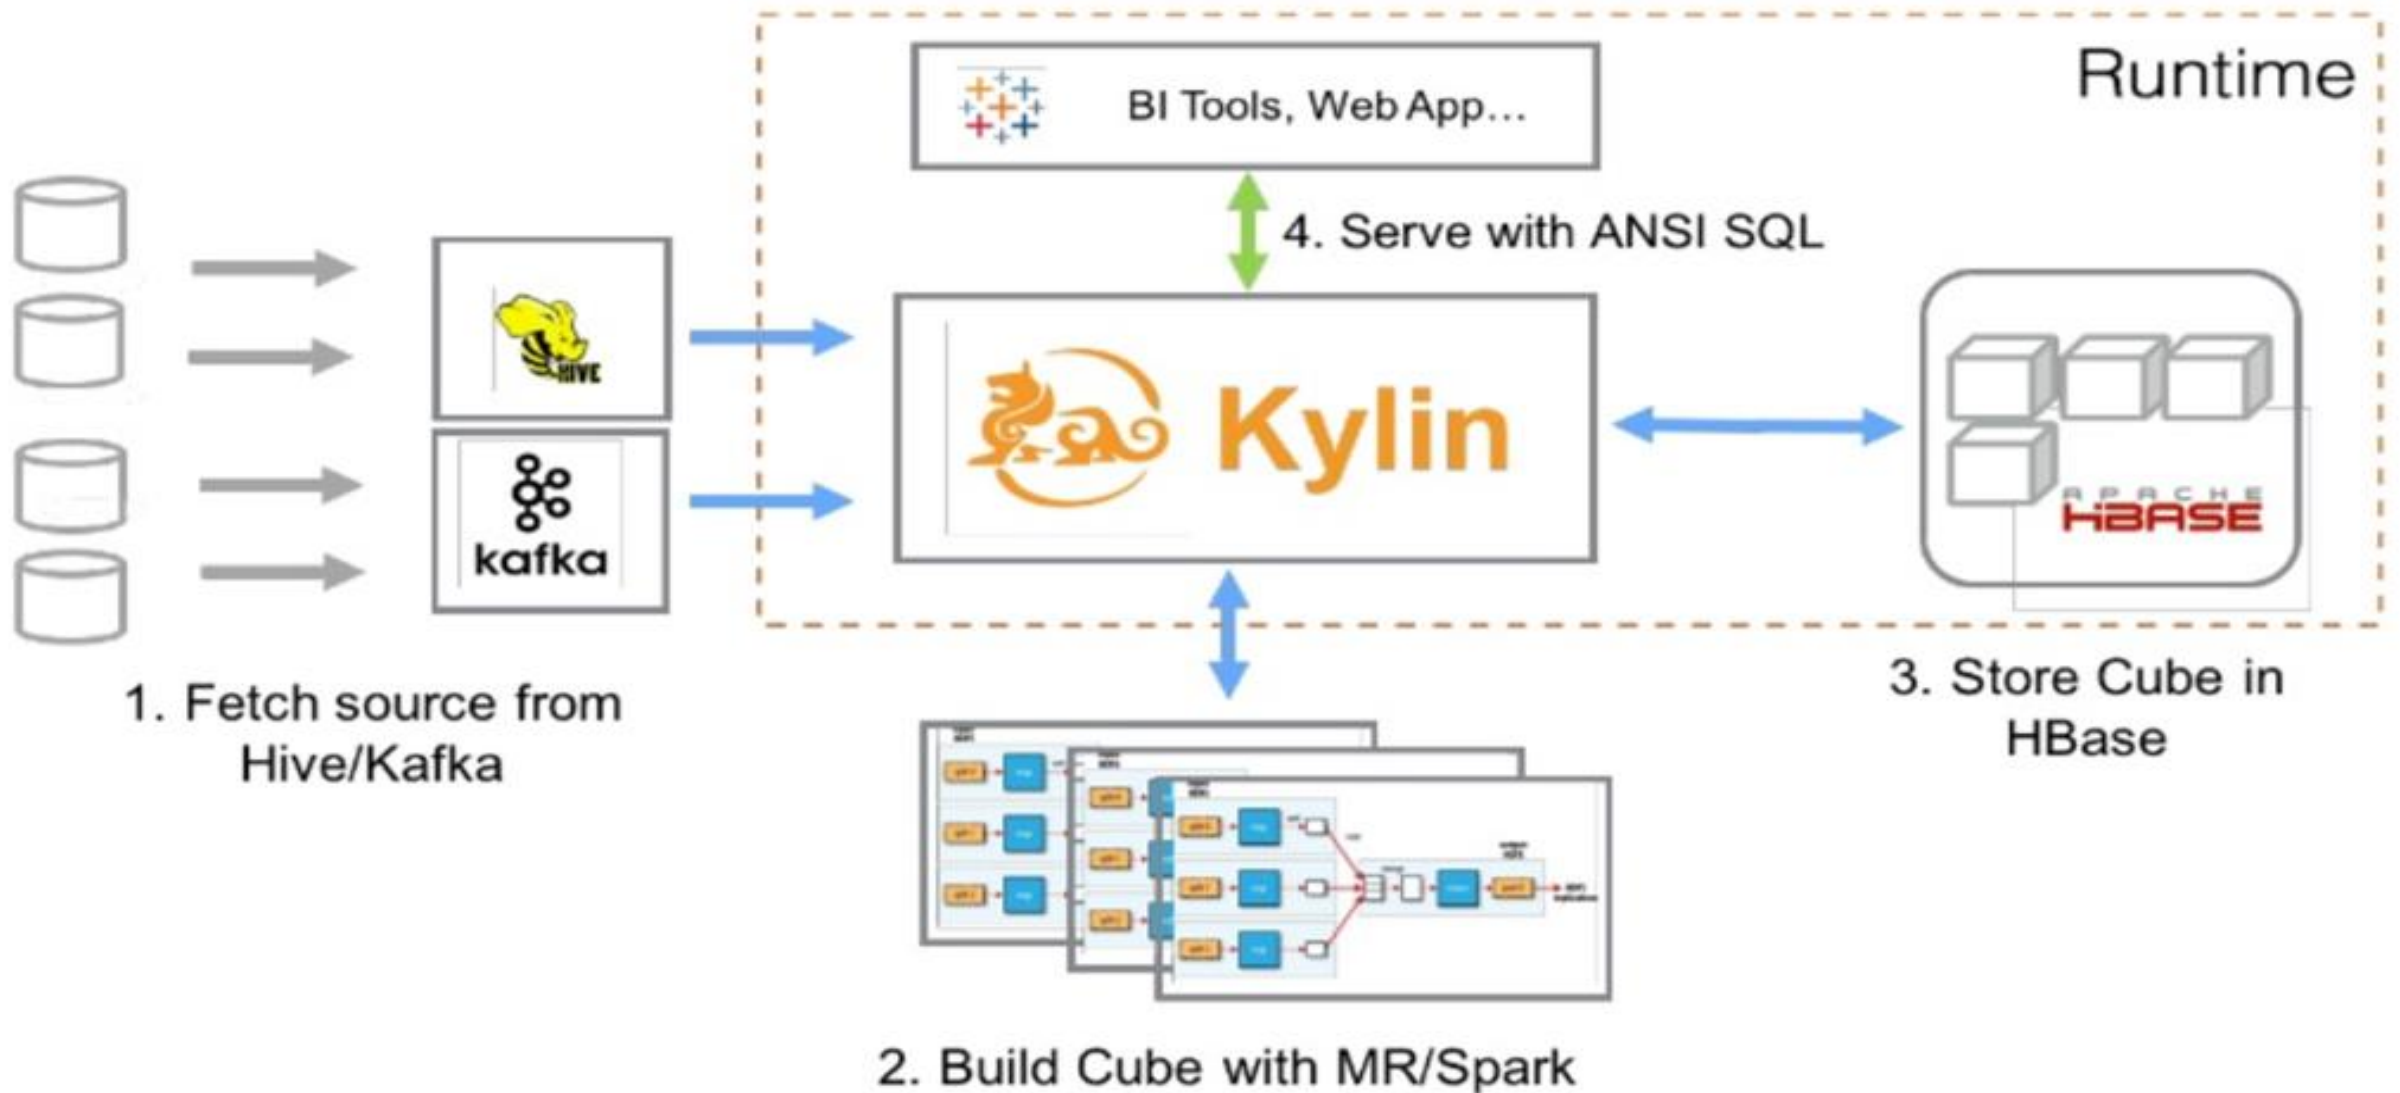 Runtime
BI Tools, Web App...
4. Serve with ANSI SQL
HIVE
kafka
Kylin
APACHE
HBASE
1. Fetch source from
Hive/Kafka
3. Store Cube in
HBase
2. Build Cube with MR/Spark